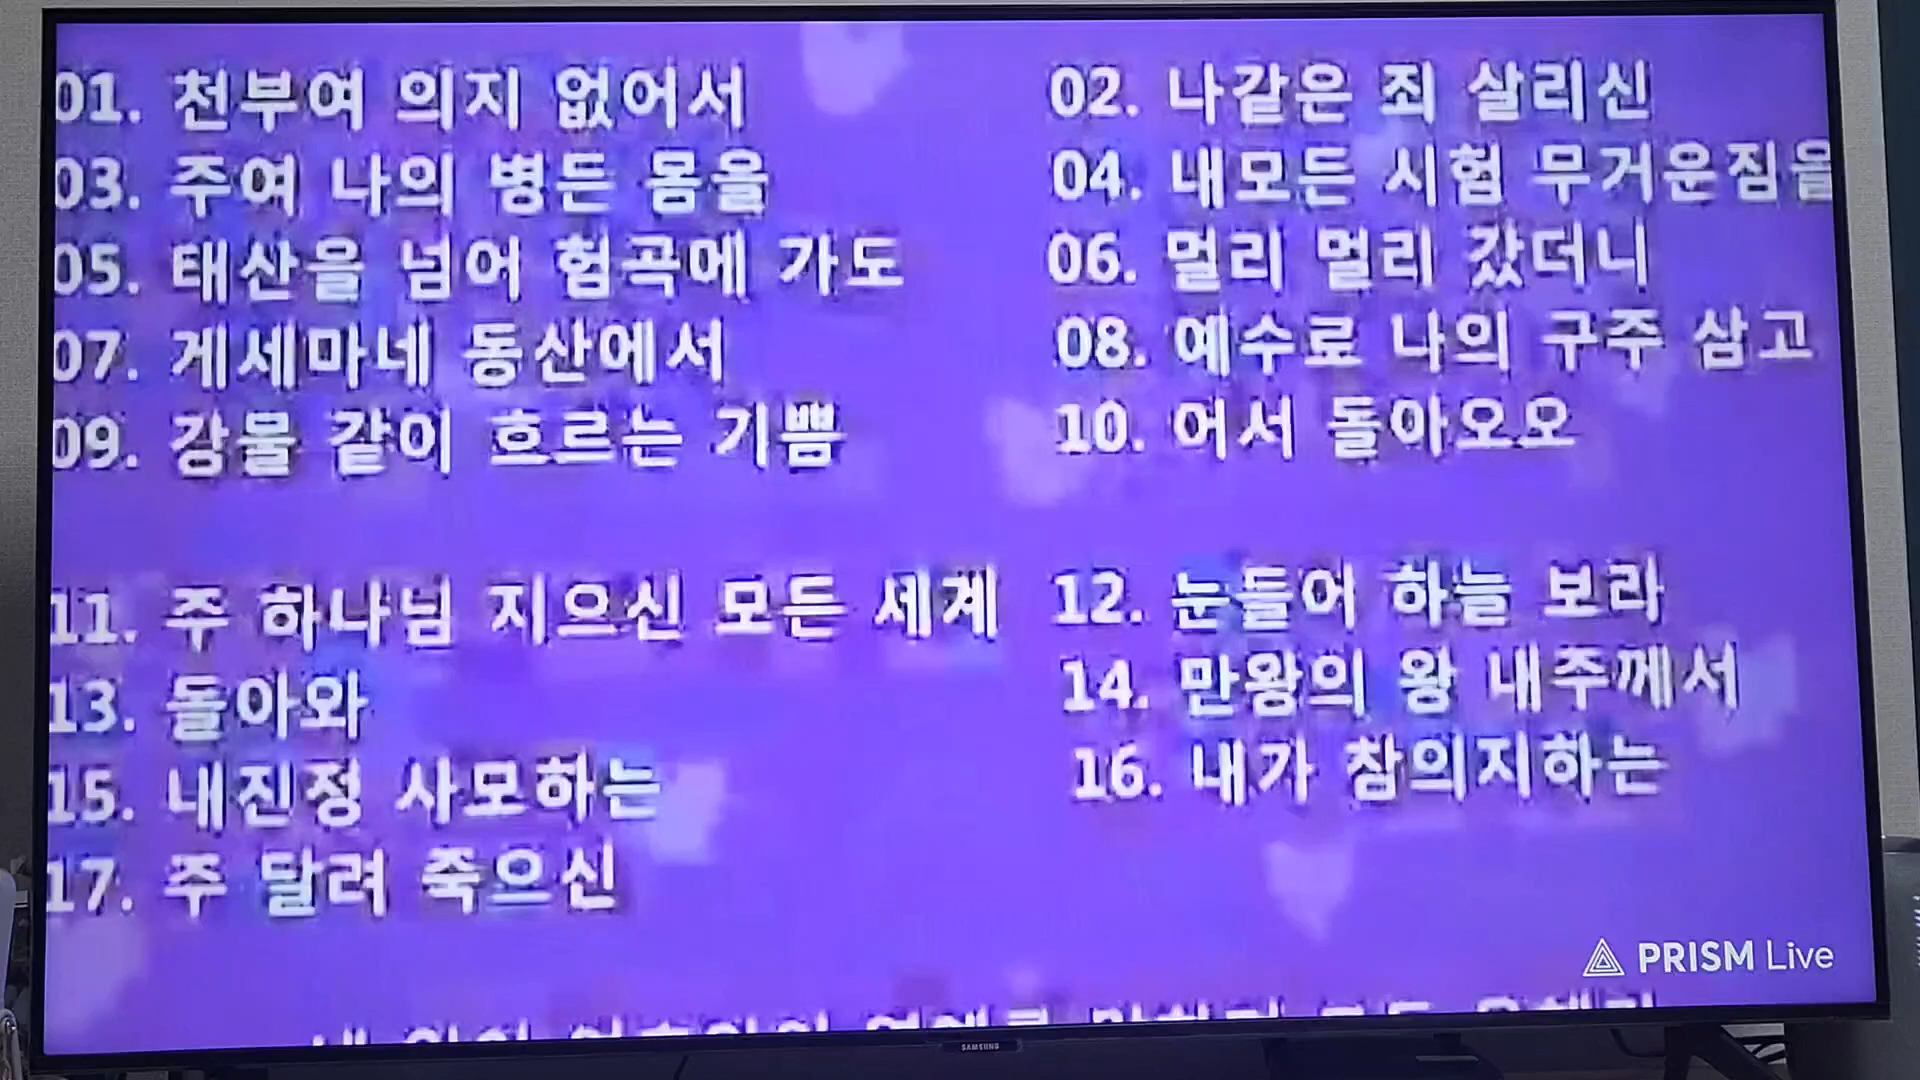 01. 천부여 의지 없어서
02. 나같은 죄 살리신
03. 주여 나의 병든 몸을
04. 내모든 시험 무거운짐을
05. 태산을 넘어 험곡에 가도
06. 멀리 멀리 갔더니
07. 게세마네 동산에서
08. 예수로 나의 구주 삼고
09. 강물 같이 흐르는 기쁨
10. 어서 돌아오오
11. 주 하나님 지으신 모든 세계
12. 눈들어 하늘 보라
13. 돌아와
14. 만왕의 왕 내주께서
15. 내진정 사모하는
16. 내가 참의지하는
17. 주 달려 죽으신
PRISM Live
SAMSUNG